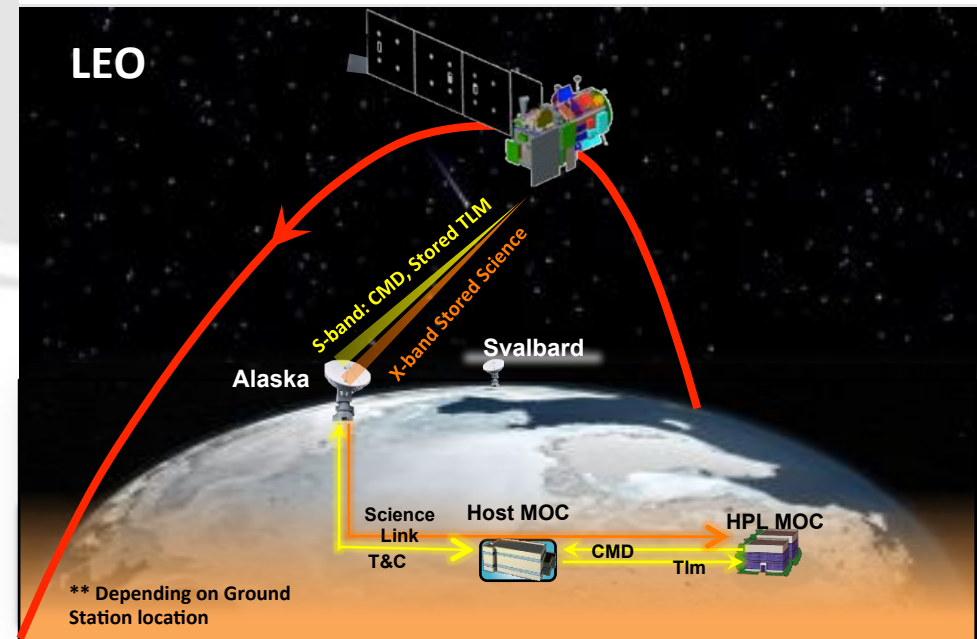 LEO
S-band: CMD, Stored TLM
X-band Stored Science
Svalbard
Alaska
Science
Link
T&C
Host MOC
CMD
Tlm
HPL MOC
** Depending on Ground
Station location